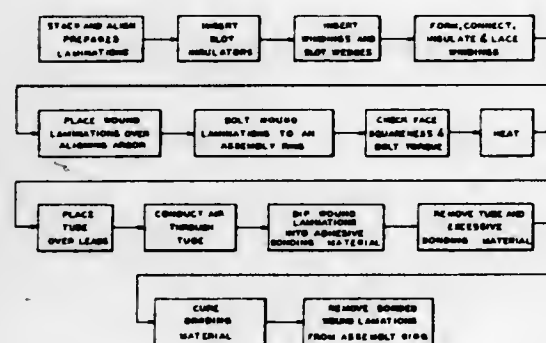 STACK AND ALIGN
PREPARED
LAMINATIONS
INSERT
SLOT
INSULATORS
INSERT
WINDINGS AND
SLOT WEDGES
FORM, CONNECT,
INSULATE & LACE
WINDINGS
PLACE WOUND
LAMINATIONS OVER
ALIGNING ARBOR
BOLT WOUND
LAMINATIONS TO AN
ASSEMBLY RING
CHECK FACE
SQUARENESS &
BOLT TORQUE
HEAT
PLACE
TUBE
OVER LEADS
CONDUCT AIR
THROUGH
TUBE
DIP WOUND
LAMINATIONS
INTO ADHESIVE
BONDING MATERIAL
REMOVE TUBE AND
EXCESSIVE
BONDING MATERIAL
CURE
BONDING
MATERIAL
REMOVE BONDED
WOUND LAMATIONS
FROM ASSEMBLY RING